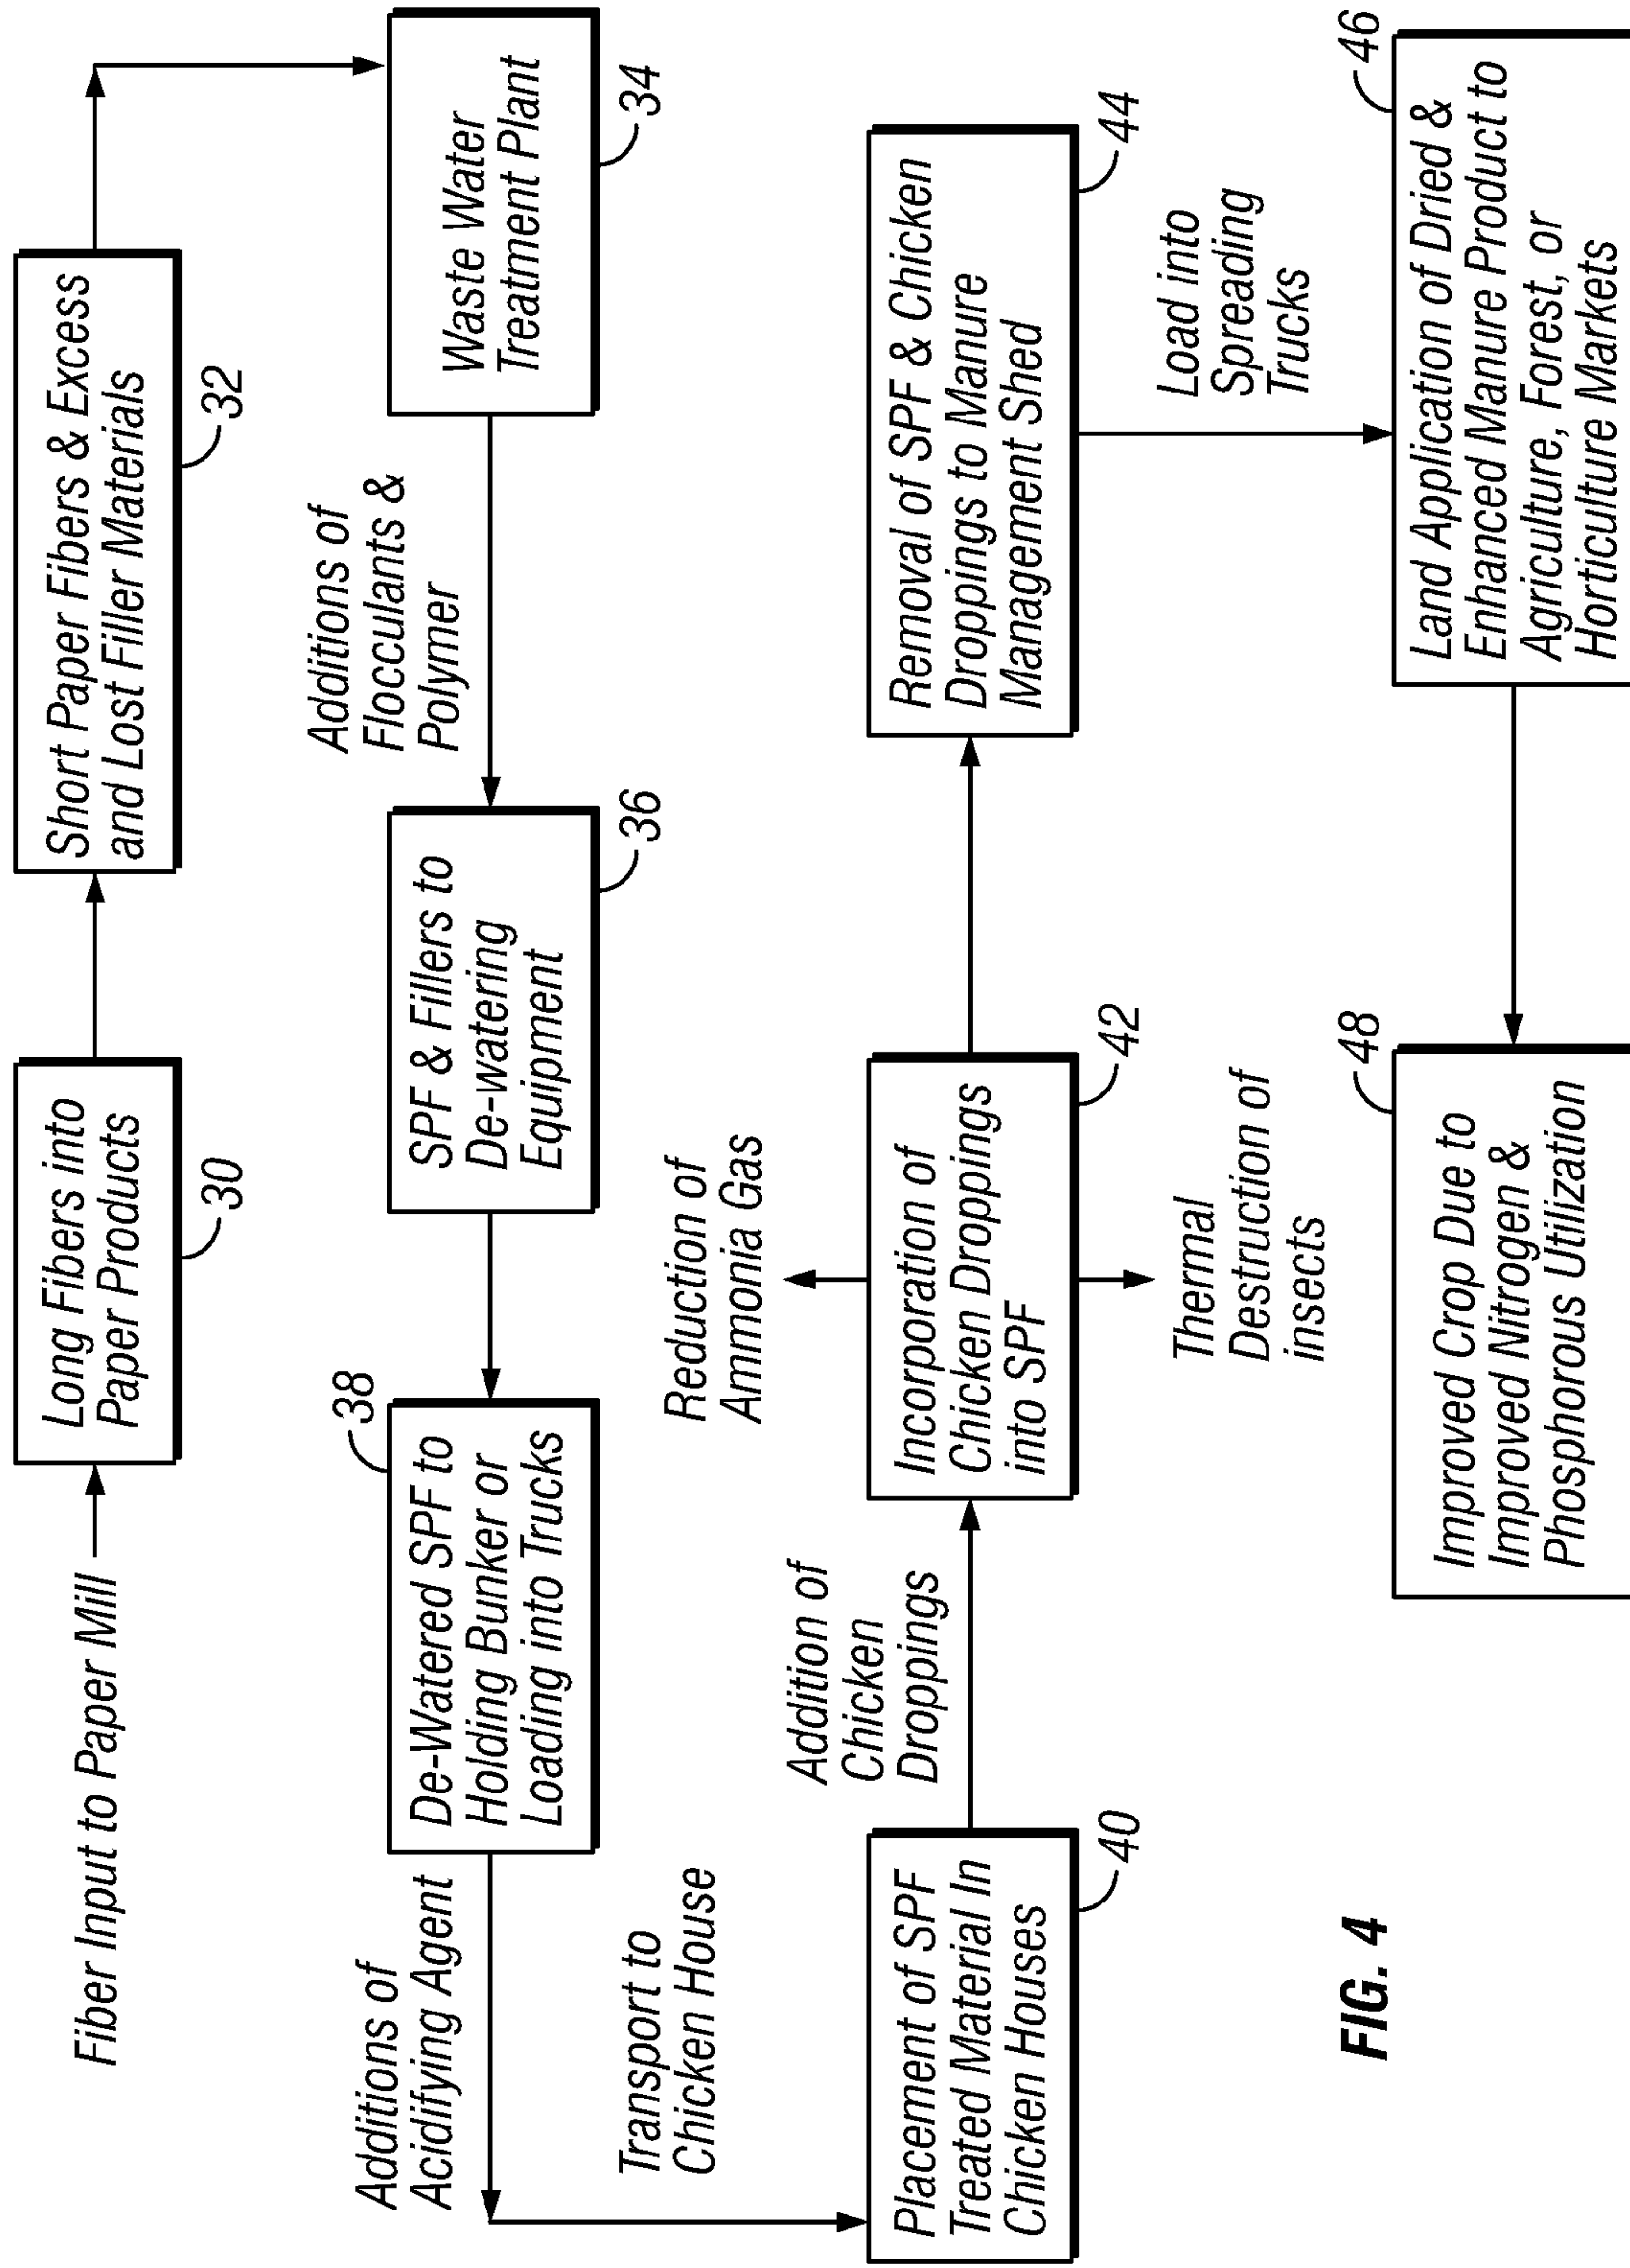 Fiber Input to Paper Mill
Long Fibers into
Paper Products
30
Short Paper Fibers & Excess
and Lost Filler Materials
32
Waste Water
Treatment Plant
34
Additions of
Flocculants &
Polymer
SPF & Fillers to
De-watering
Equipment
36
De-Watered SPF to
Holding Bunker or
Loading into Trucks
38
Additions of
Acidifying Agent
Transport to
Chicken House
Placement of SPF
Treated Material In
Chicken Houses
40
Addition of
Chicken
Droppings
Incorporation of
Chicken Droppings
into SPF
42
Reduction of
Ammonia Gas
Thermal
Destruction of
insects
Removal of SPF & Chicken
Droppings to Manure
Management Shed
44
Load into
Spreading
Trucks
Land Application of Dried &
Enhanced Manure Product to
Agriculture, Forest, or
Horticulture Markets
46
Improved Crop Due to
Improved Nitrogen &
Phosphorous Utilization
48
FIG. 4